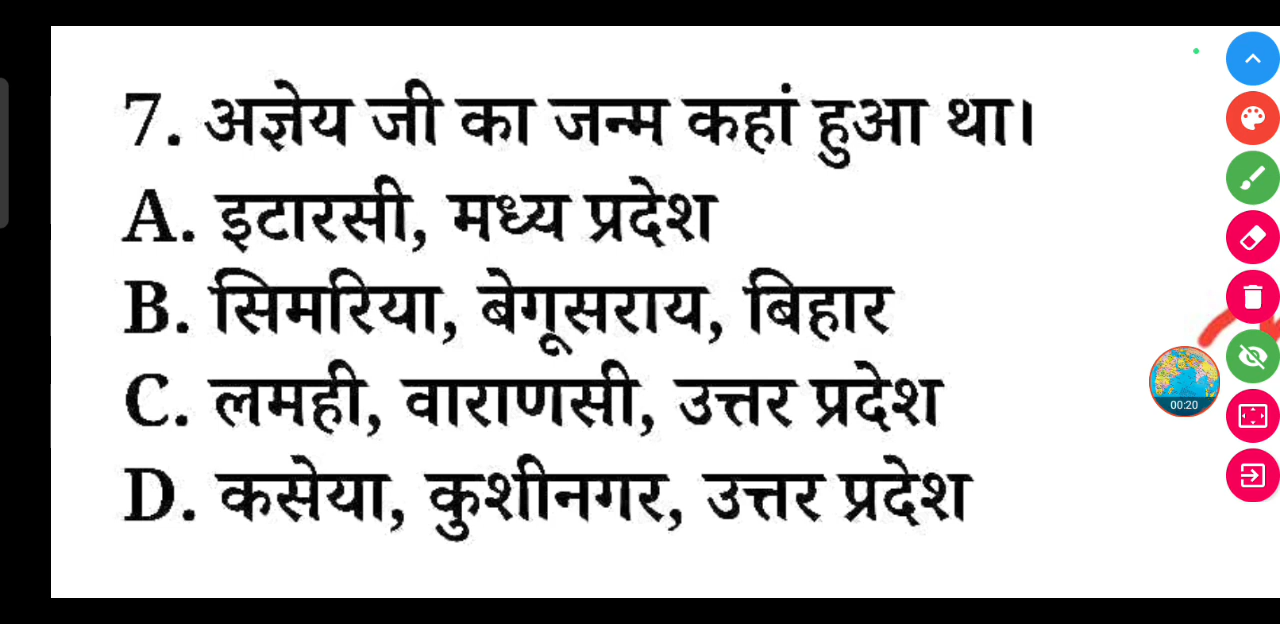 7. अज्ञेय जी का जन्म कहां हुआ था।
A. इटारसी, मध्य प्रदेश
B. सिमरिया, बेगूसराय, बिहार
C. लमही, वाराणसी, उत्तर प्रदेश
D. कसेया, कुशीनगर, उत्तर प्रदेश
00:20